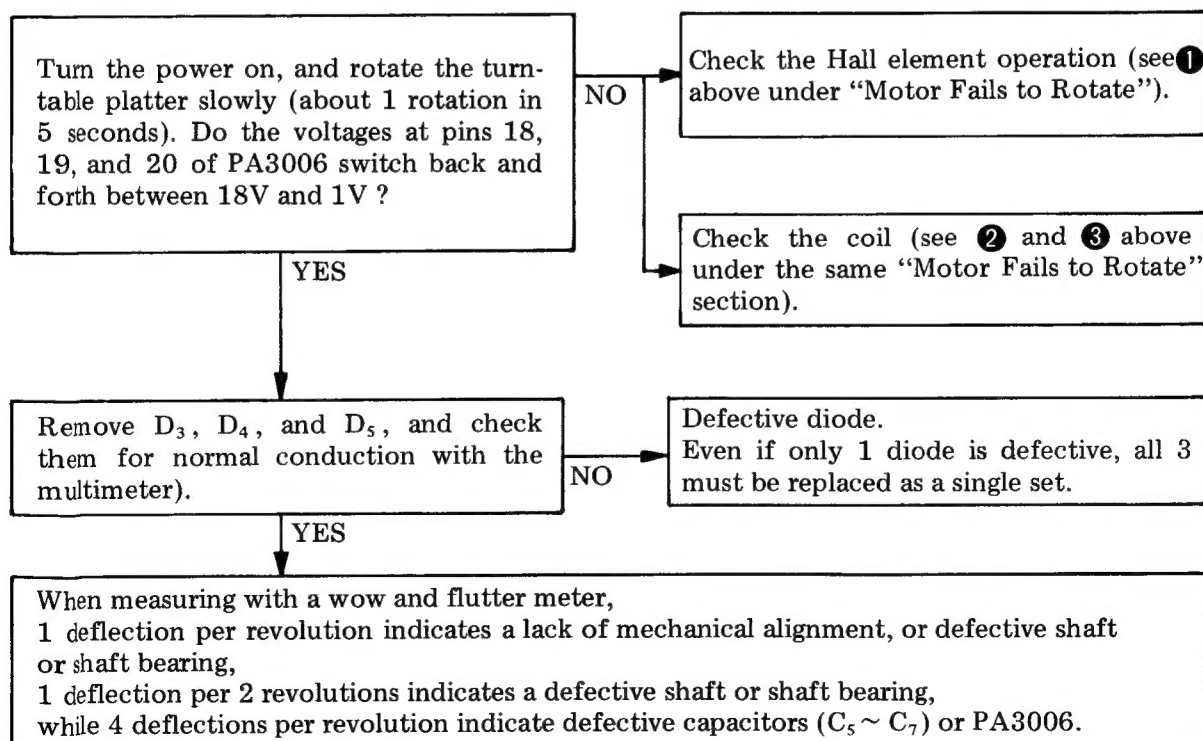 Turn the power on, and rotate the turn-
table platter slowly (about 1 rotation in
5 seconds). Do the voltages at pins 18,
19, and 20 of PA3006 switch back and
forth between 18V and 1V ?
NO
Check the Hall element operation (see ❶
above under “Motor Fails to Rotate”).
Check the coil (see ❷ and ❸ above
under the same “Motor Fails to Rotate”
section).
YES
Remove D₃, D₄, and D₅, and check
them for normal conduction with the
multimeter).
NO
Defective diode.
Even if only 1 diode is defective, all 3
must be replaced as a single set.
YES
When measuring with a wow and flutter meter,
1 deflection per revolution indicates a lack of mechanical alignment, or defective shaft
or shaft bearing,
1 deflection per 2 revolutions indicates a defective shaft or shaft bearing,
while 4 deflections per revolution indicate defective capacitors (C₅ ~ C₇) or PA3006.